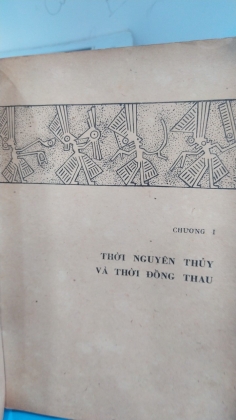 CHƯƠNG I
THỜI NGUYÊN THỦY
VÀ THỜI ĐỒNG THAU